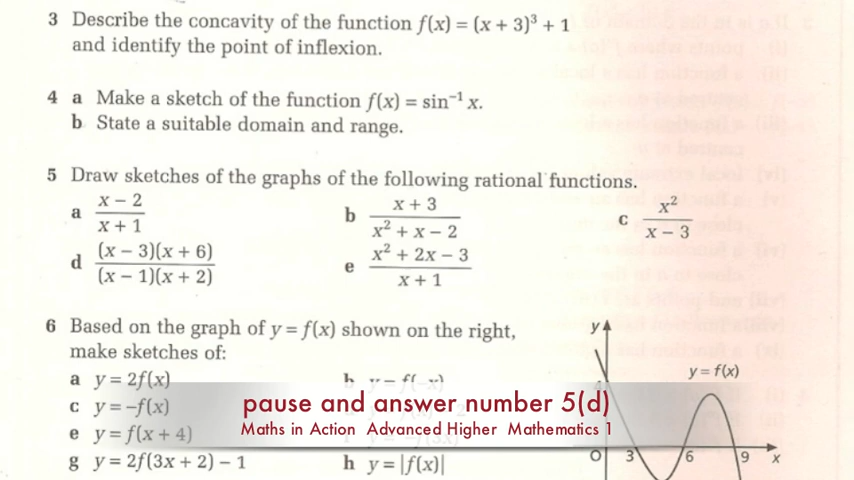 3 Describe the concavity of the function f(x) = (x + 3)³ + 1
and identify the point of inflexion.
4 a Make a sketch of the function f(x) = sin⁻¹ x.
b State a suitable domain and range.
5 Draw sketches of the graphs of the following rational functions.
a x − 2 / x + 1
b x + 3 / x² + x − 2
c x² / x − 3
d (x − 3)(x + 6) / (x − 1)(x + 2)
e x² + 2x − 3 / x + 1
6 Based on the graph of y = f(x) shown on the right,
make sketches of:
a y = 2f(x)
b y = f(−x)
c y = −f(x)
e y = f(x + 4)
g y = 2f(3x + 2) − 1
h y = |f(x)|
y
y = f(x)
O 3 6 9 x
pause and answer number 5(d)
Maths in Action Advanced Higher Mathematics 1